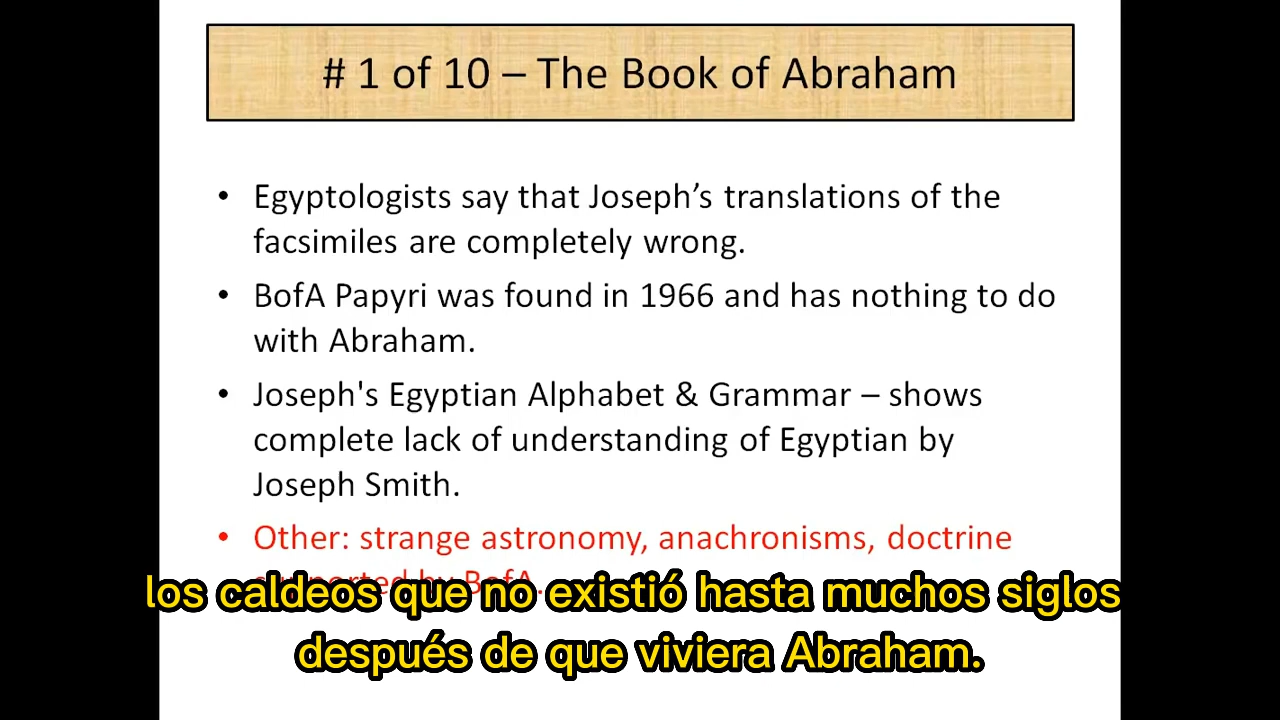 # 1 of 10 – The Book of Abraham
• Egyptologists say that Joseph’s translations of the
facsimiles are completely wrong.
• BofA Papyri was found in 1966 and has nothing to do
with Abraham.
• Joseph's Egyptian Alphabet & Grammar – shows
complete lack of understanding of Egyptian by
Joseph Smith.
• Other: strange astronomy, anachronisms, doctrine
supported by BofA.
los caldeos que no existió hasta muchos siglos
después de que viviera Abraham.